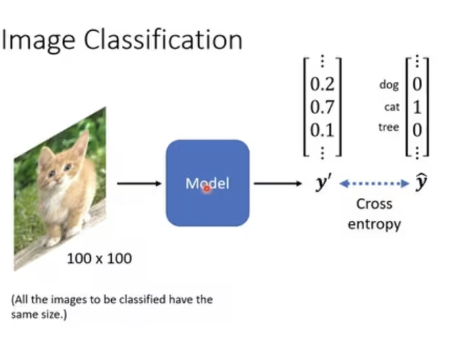 Image Classification
⋮
0.2
0.7
0.1
⋮
dog
cat
tree
⋮
0
1
0
⋮
Model
y′
ŷ
Cross
entropy
100 x 100
(All the images to be classified have the
same size.)